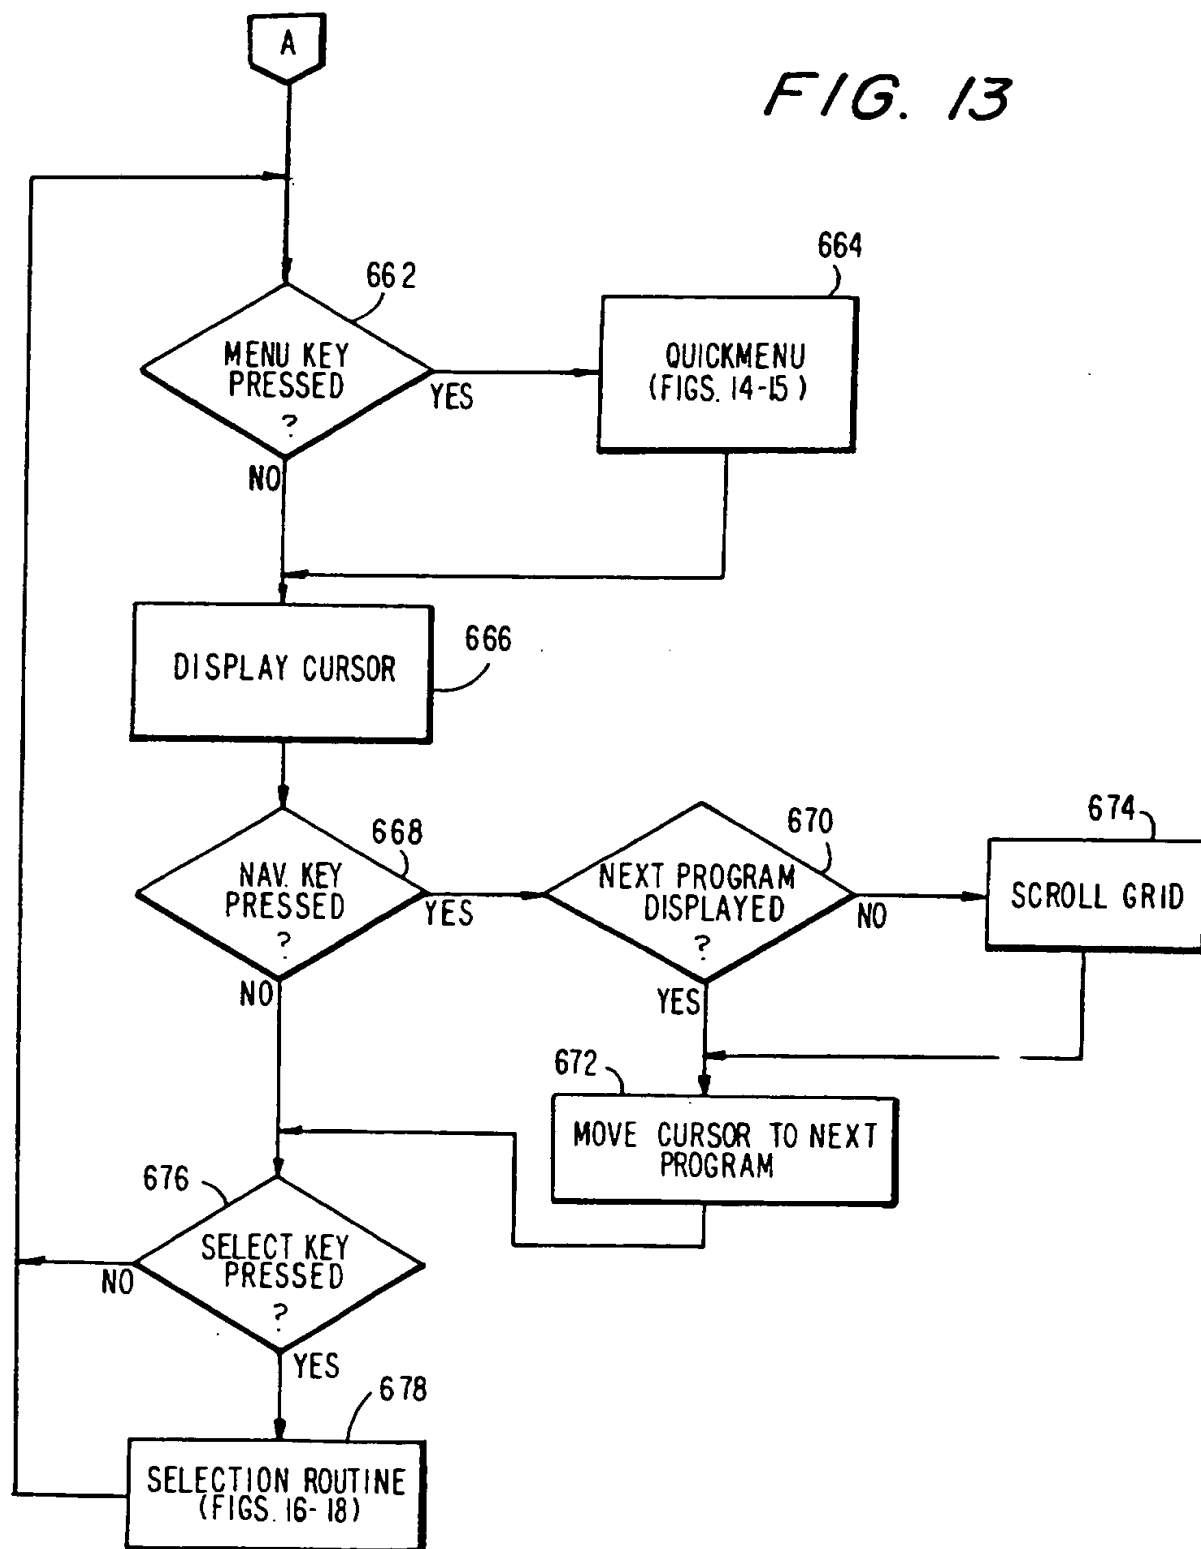 A
FIG. 13
662
664
MENU KEY
PRESSED
?
YES
NO
QUICKMENU
(FIGS. 14-15)
DISPLAY CURSOR
666
668
NAV. KEY
PRESSED
?
YES
NO
670
NEXT PROGRAM
DISPLAYED
?
NO
YES
674
SCROLL GRID
672
MOVE CURSOR TO NEXT
PROGRAM
676
SELECT KEY
PRESSED
?
NO
YES
678
SELECTION ROUTINE
(FIGS. 16-18)